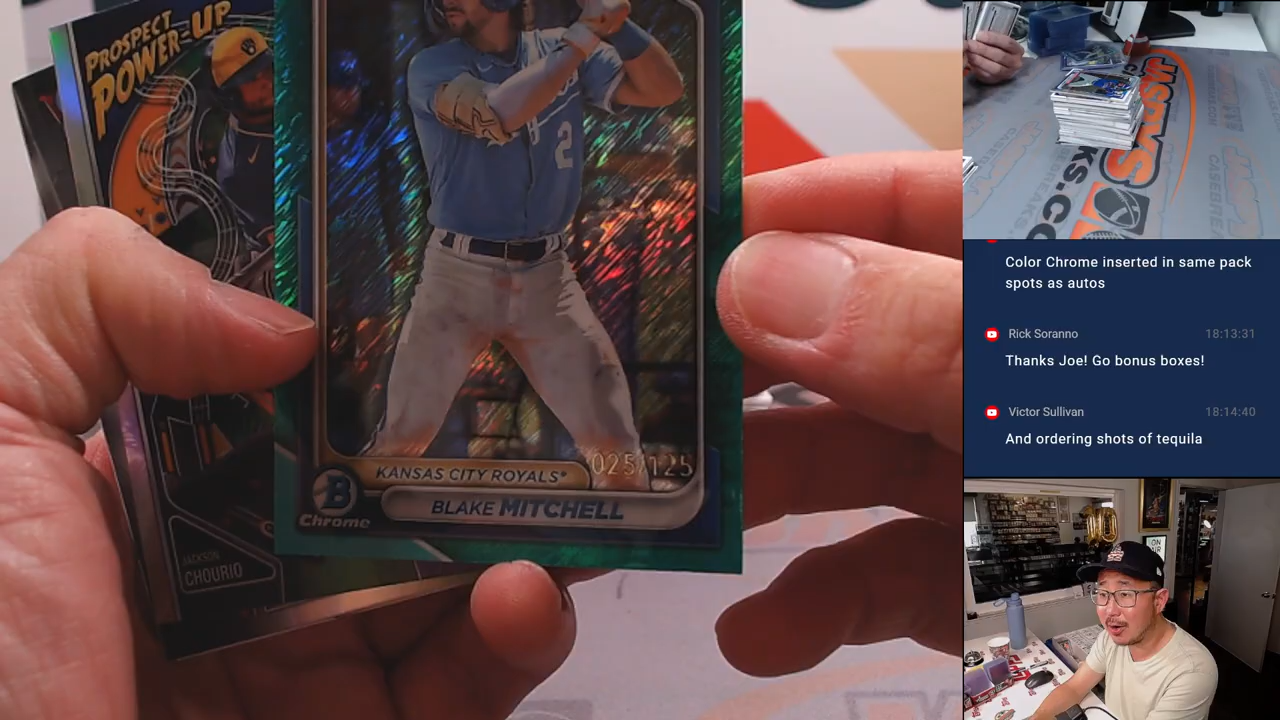 PROSPECT
POWER-UP
2
025/125
KANSAS CITY ROYALS®
BLAKE MITCHELL
B
Chrome
JACKSON
CHOURIO
Color Chrome inserted in same pack
spots as autos
Rick Soranno 18:13:31
Thanks Joe! Go bonus boxes!
Victor Sullivan 18:14:40
And ordering shots of tequila